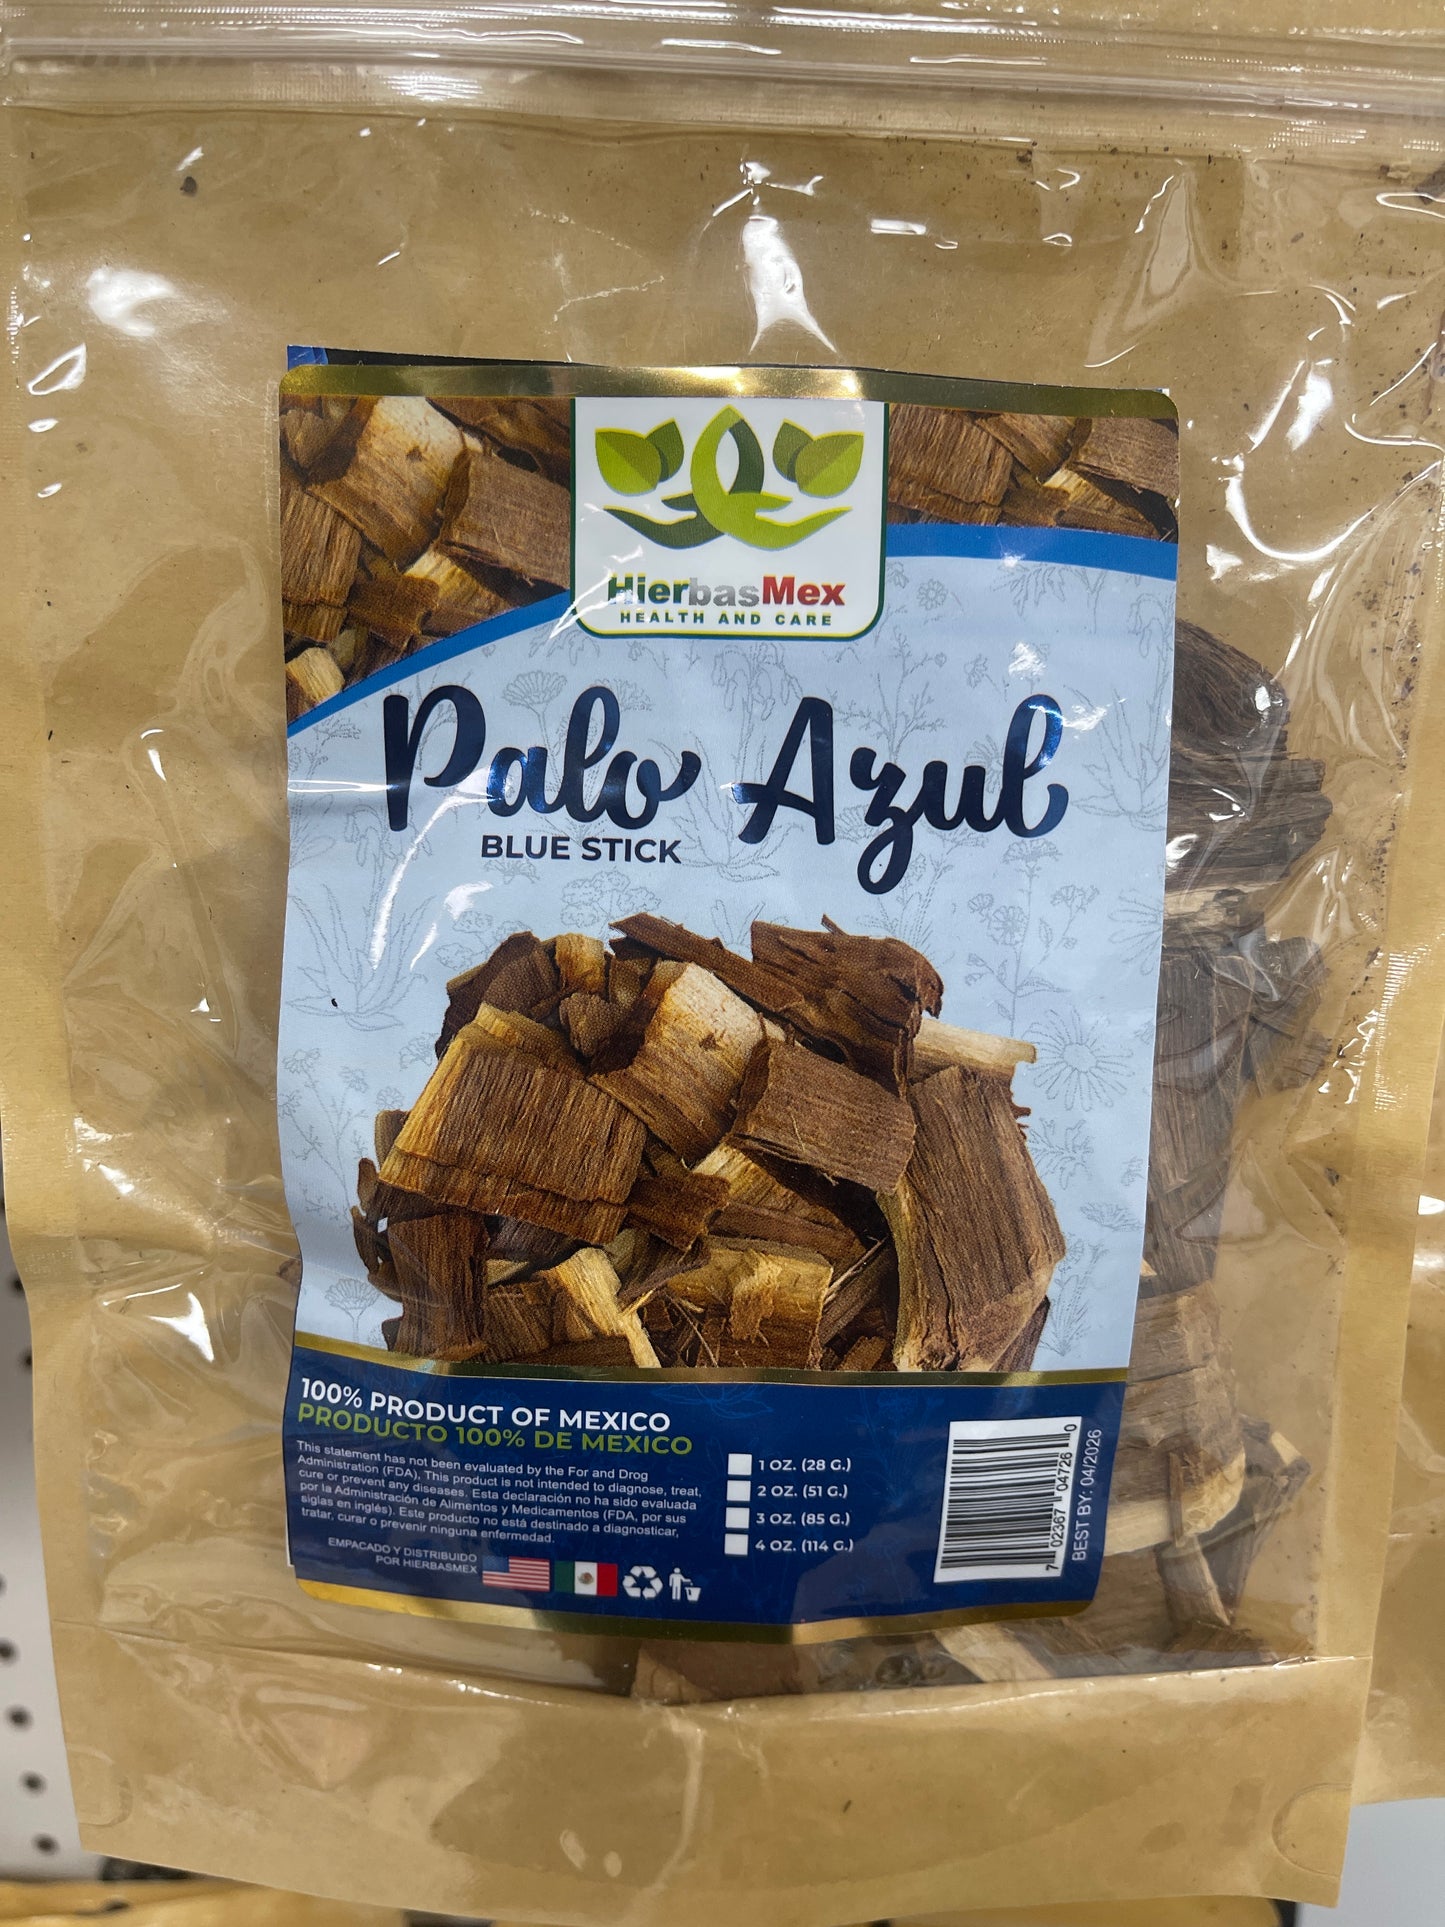 HierbasMex
HEALTH AND CARE
Palo Azul
BLUE STICK
100% PRODUCT OF MEXICO
PRODUCTO 100% DE MEXICO
This statement has not been evaluated by the For and Drog
Administration (FDA). This product is not intended to diagnose, treat,
cure or prevent any diseases. Esta declaración no ha sido evaluada
por la Administración de Alimentos y Medicamentos (FDA, por sus
siglas en inglés). Este producto no está destinado a diagnosticar,
tratar, curar o prevenir ninguna enfermedad.
EMPACADO Y DISTRIBUIDO
POR HIERBASMEX
1 OZ. (28 G.)
2 OZ. (51 G.)
3 OZ. (85 G.)
4 OZ. (114 G.)
7 02367 04726 0
BEST BY: 04/2026